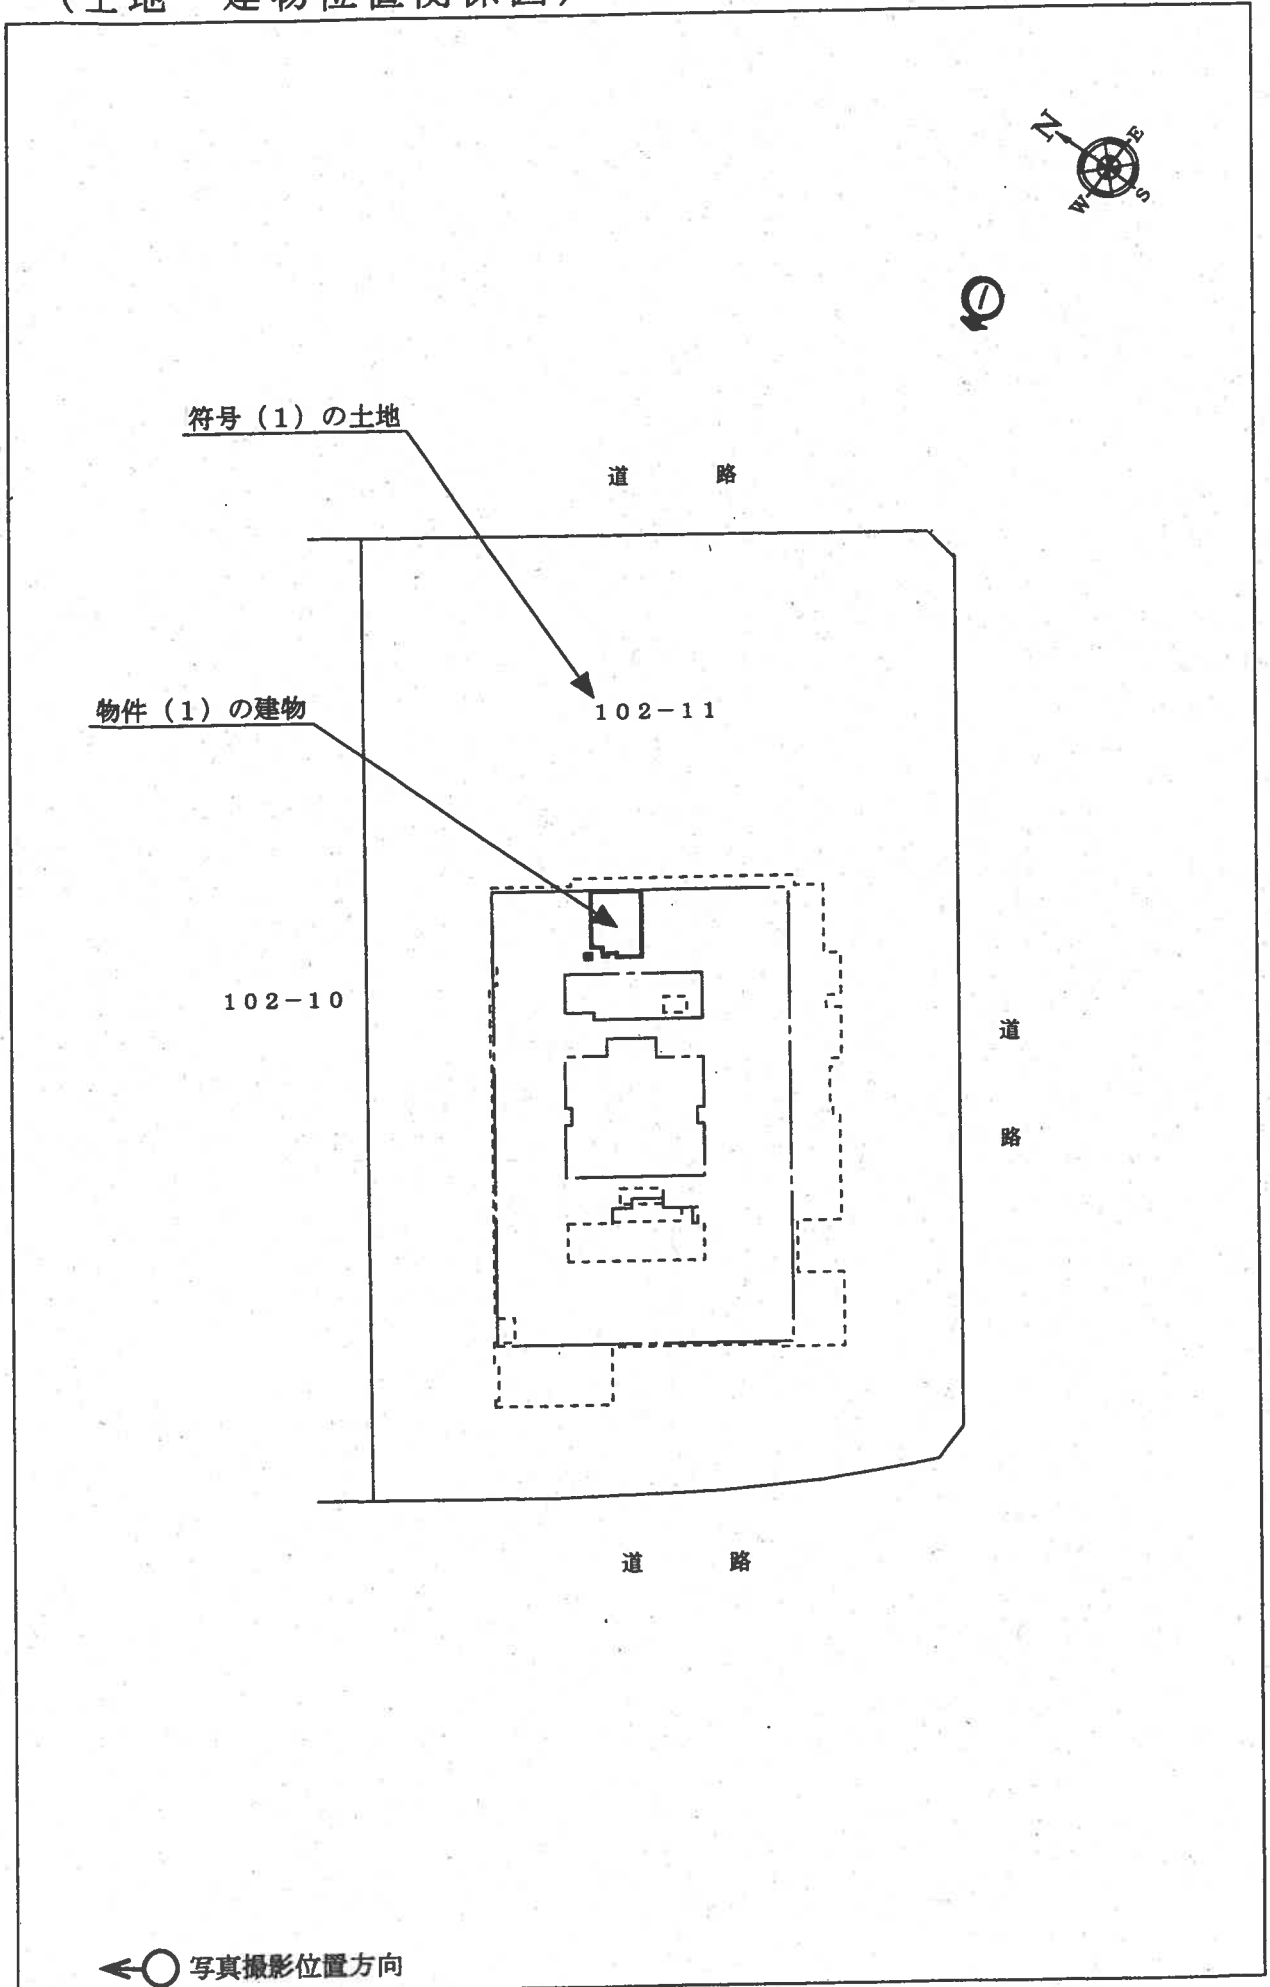 （土地　建物位置関係図）
N
E
W
S
1
符号（１）の土地
道　　路
物件（１）の建物
１０２－１１
１０２－１０
道
路
道　　路
写真撮影位置方向